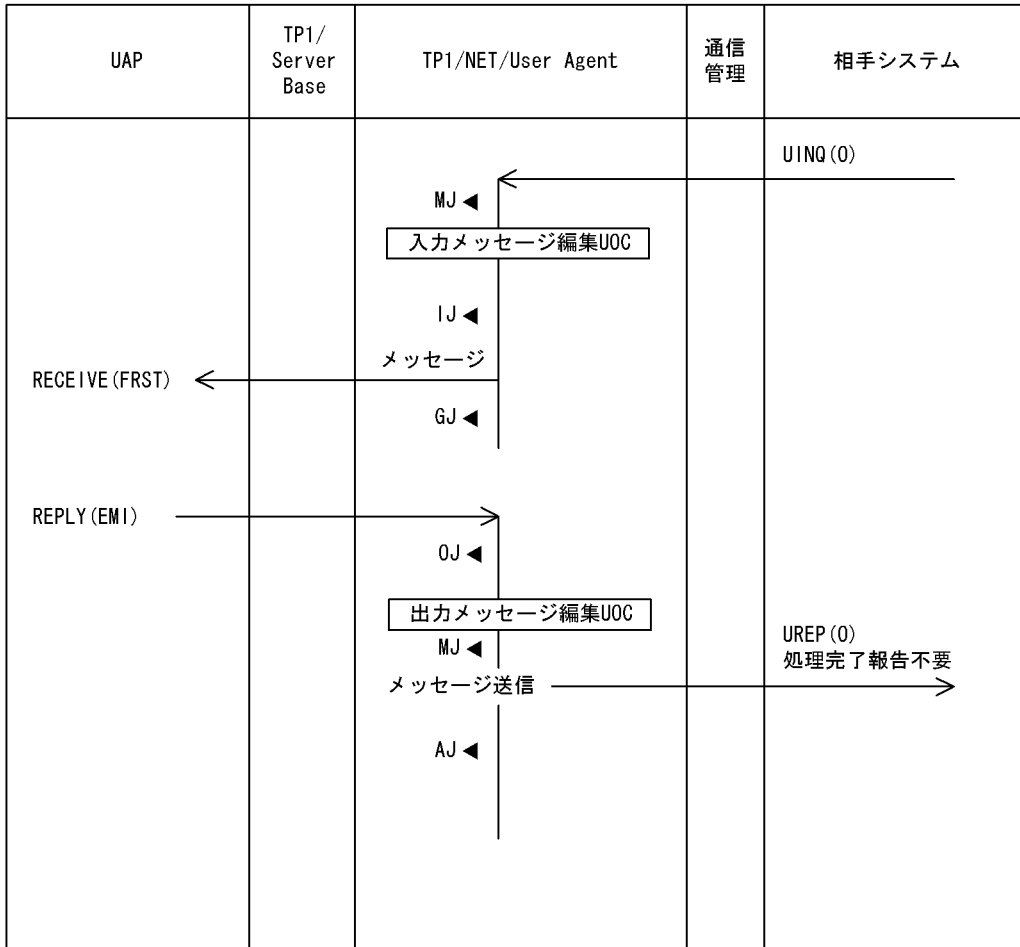 UAP
TP1/
Server
Base
TP1/NET/User Agent
通信
管理
相手システム
UINQ(O)
MJ
入力メッセージ編集UOC
IJ
メッセージ
RECEIVE(FRST)
GJ
REPLY(EMI)
OJ
出力メッセージ編集UOC
MJ
UREP(O)
処理完了報告不要
メッセージ送信
AJ